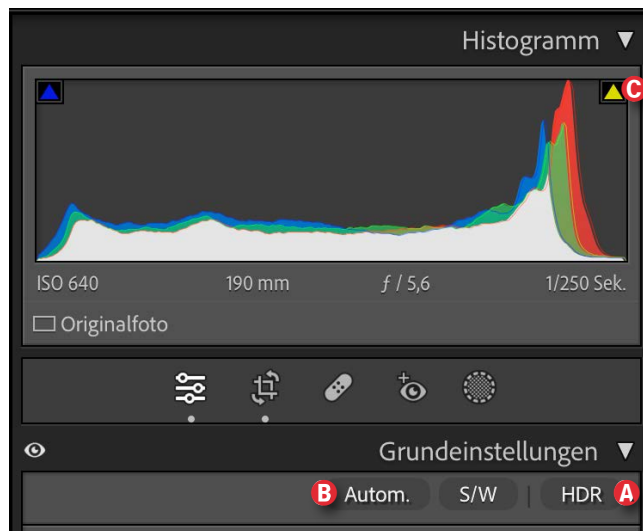 Histogramm
C
ISO 640 190 mm ƒ / 5,6 1/250 Sek.
Originalfoto
Grundeinstellungen
B Autom. S/W | HDR A